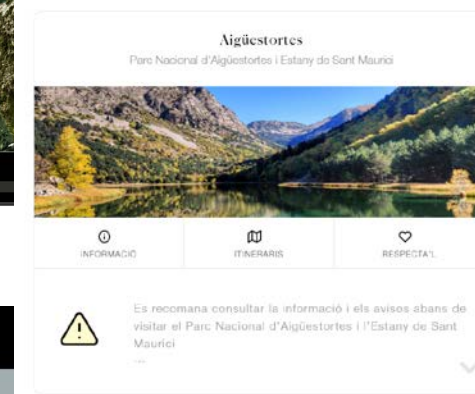 Aigüestortes
Parc Nacional d'Aigüestortes i Estany de Sant Maurici
INFORMACIÓ
ITINERARIS
RESPECTA'L
Es recomana consultar la informació i els avisos abans de
visitar el Parc Nacional d'Aigüestortes i l'Estany de Sant
Maurici
...